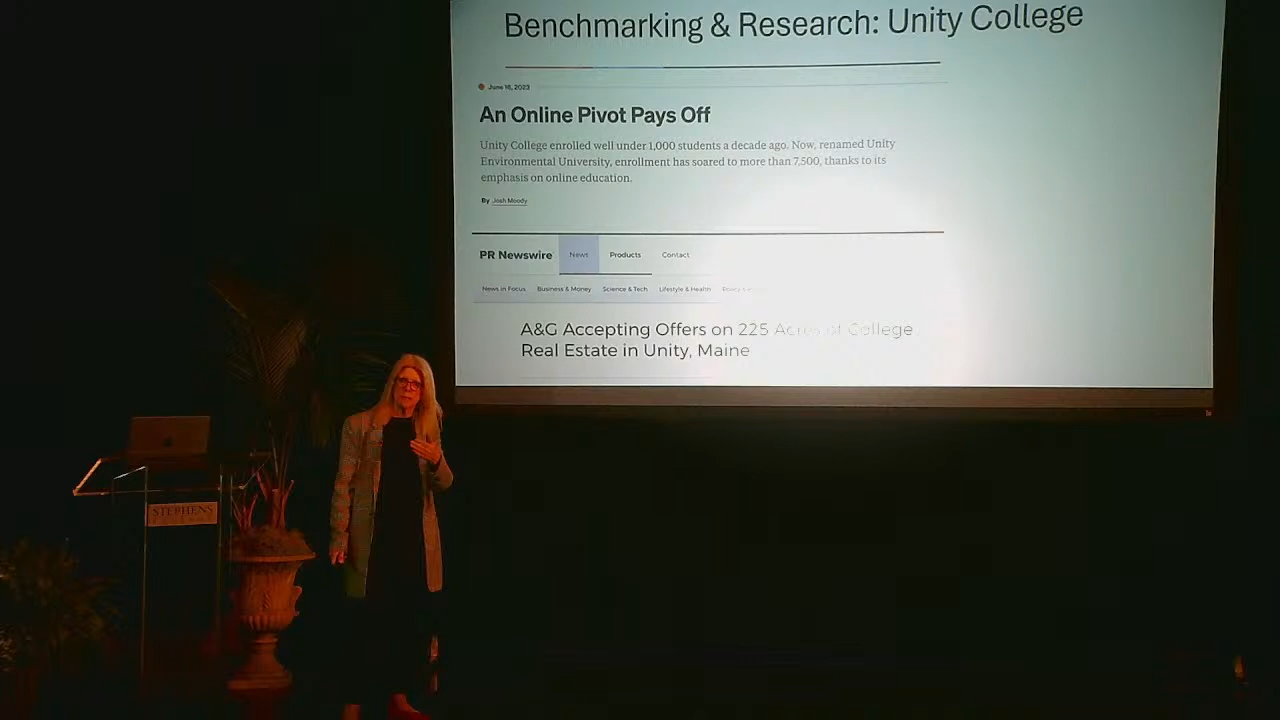 Benchmarking & Research: Unity College
June 16, 2023
An Online Pivot Pays Off
Unity College enrolled well under 1,000 students a decade ago. Now, renamed Unity
Environmental University, enrollment has soared to more than 7,500, thanks to its
emphasis on online education.
By Josh Moody
PR Newswire News Products Contact
News in Focus Business & Money Science & Tech Lifestyle & Health
A&G Accepting Offers on 225 Acres of College
Real Estate in Unity, Maine
STEPHENS